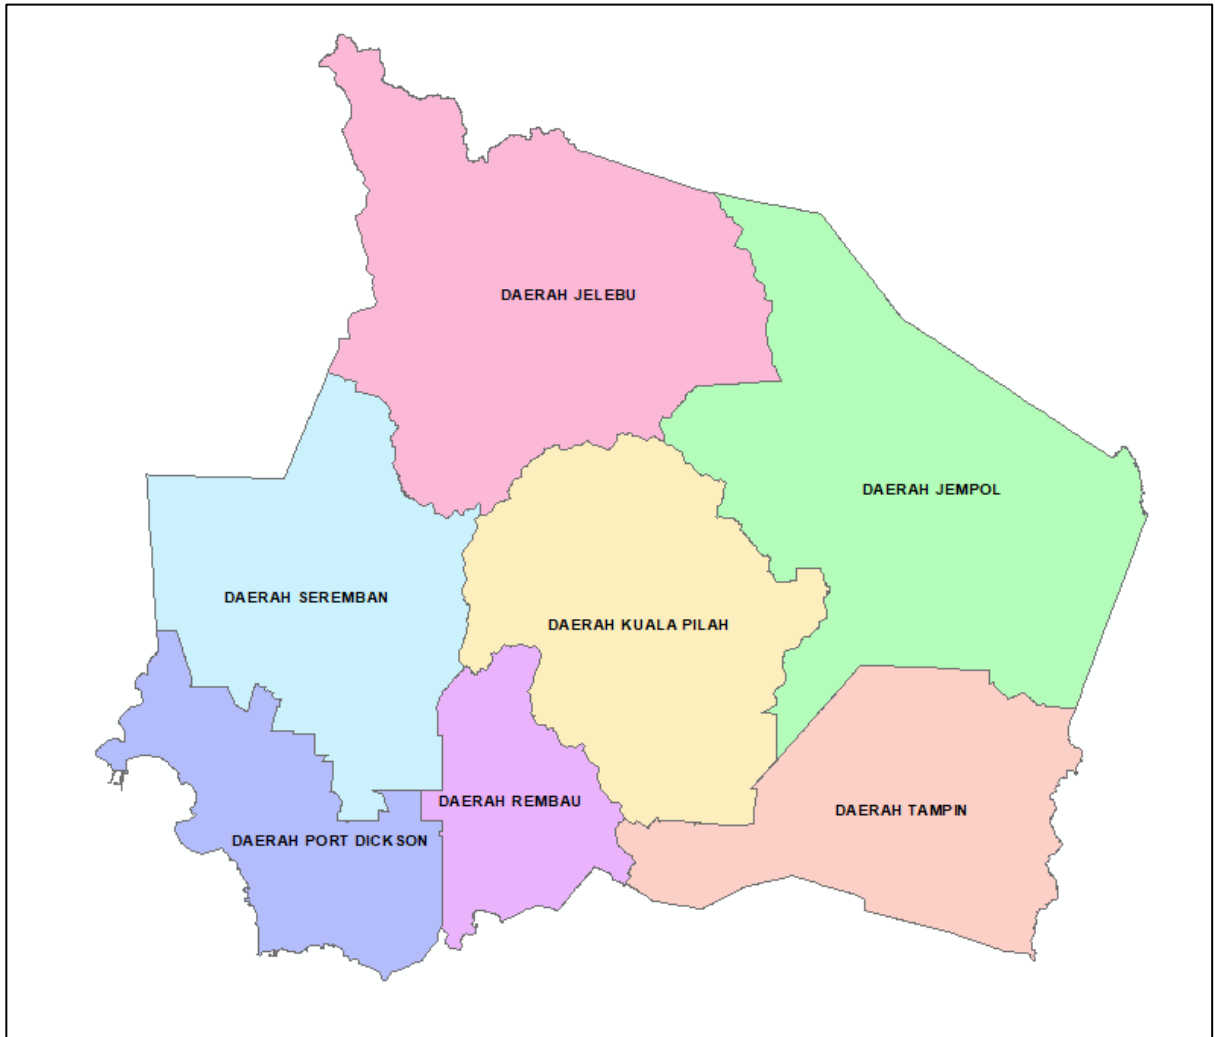 DAERAH JELEBU
DAERAH JEMPOL
DAERAH SEREMBAN
DAERAH KUALA PILAH
DAERAH REMBAU
DAERAH TAMPIN
DAERAH PORT DICKSON